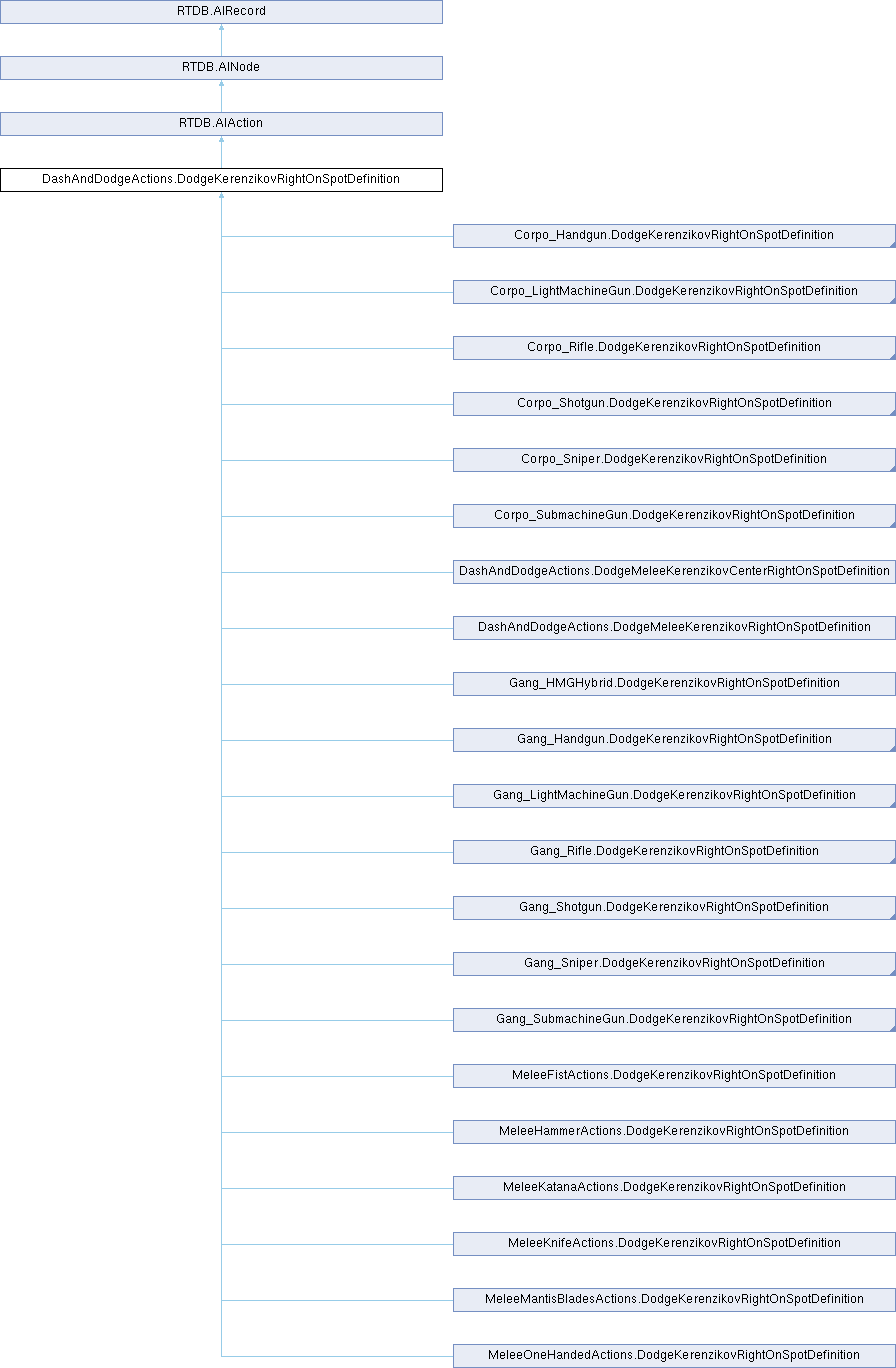 RTDB.AIRecord
RTDB.AINode
RTDB.AIAction
DashAndDodgeActions.DodgeKerenzikovRightOnSpotDefinition
Corpo_Handgun.DodgeKerenzikovRightOnSpotDefinition
Corpo_LightMachineGun.DodgeKerenzikovRightOnSpotDefinition
Corpo_Rifle.DodgeKerenzikovRightOnSpotDefinition
Corpo_Shotgun.DodgeKerenzikovRightOnSpotDefinition
Corpo_Sniper.DodgeKerenzikovRightOnSpotDefinition
Corpo_SubmachineGun.DodgeKerenzikovRightOnSpotDefinition
DashAndDodgeActions.DodgeMeleeKerenzikovCenterRightOnSpotDefinition
DashAndDodgeActions.DodgeMeleeKerenzikovRightOnSpotDefinition
Gang_HMGHybrid.DodgeKerenzikovRightOnSpotDefinition
Gang_Handgun.DodgeKerenzikovRightOnSpotDefinition
Gang_LightMachineGun.DodgeKerenzikovRightOnSpotDefinition
Gang_Rifle.DodgeKerenzikovRightOnSpotDefinition
Gang_Shotgun.DodgeKerenzikovRightOnSpotDefinition
Gang_Sniper.DodgeKerenzikovRightOnSpotDefinition
Gang_SubmachineGun.DodgeKerenzikovRightOnSpotDefinition
MeleeFistActions.DodgeKerenzikovRightOnSpotDefinition
MeleeHammerActions.DodgeKerenzikovRightOnSpotDefinition
MeleeKatanaActions.DodgeKerenzikovRightOnSpotDefinition
MeleeKnifeActions.DodgeKerenzikovRightOnSpotDefinition
MeleeMantisBladesActions.DodgeKerenzikovRightOnSpotDefinition
MeleeOneHandedActions.DodgeKerenzikovRightOnSpotDefinition